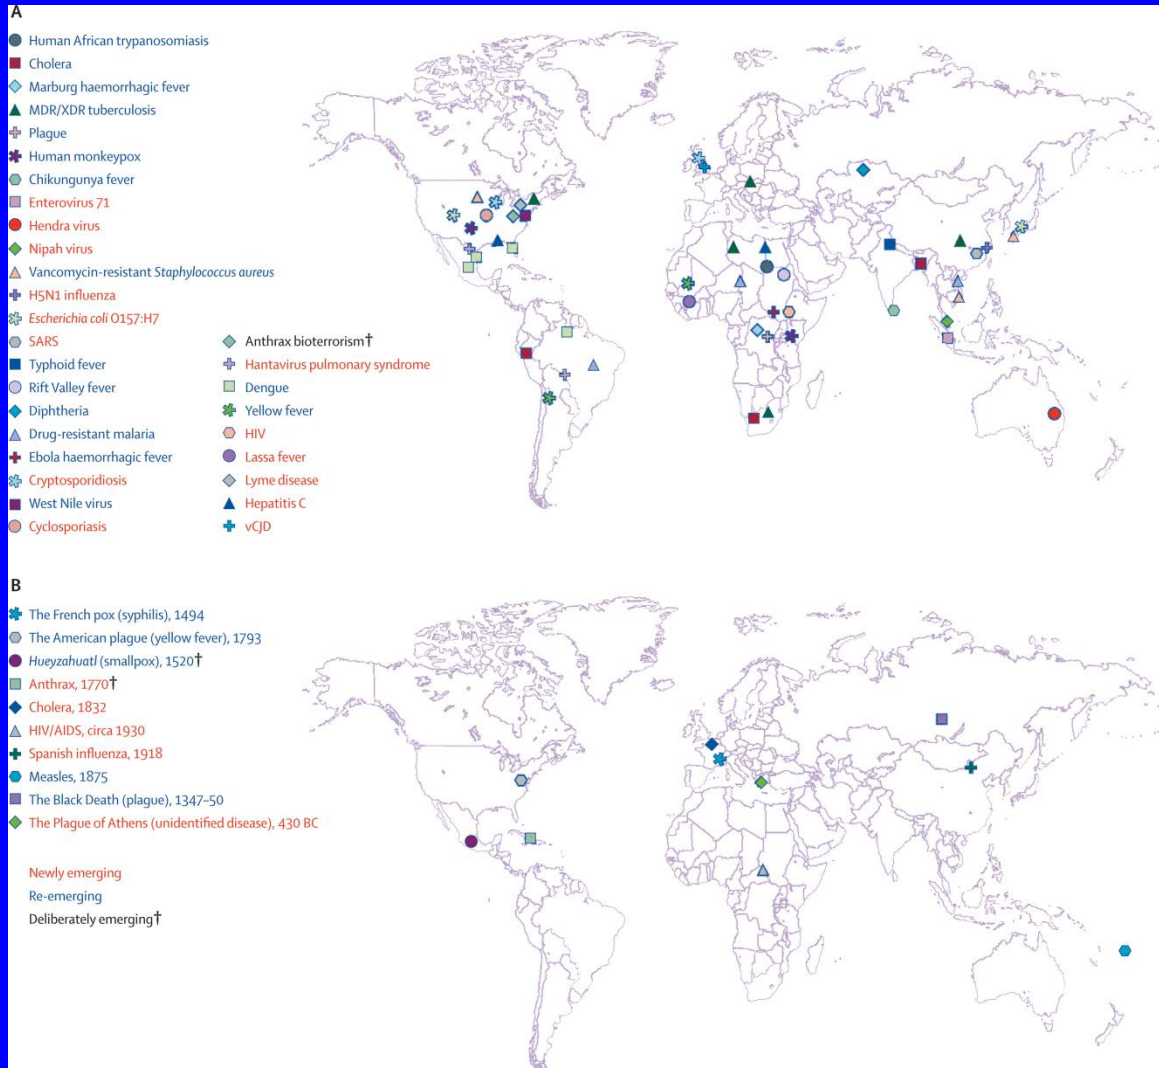 A
Human African trypanosomiasis
Cholera
Marburg haemorrhagic fever
MDR/XDR tuberculosis
Plague
Human monkeypox
Chikungunya fever
Enterovirus 71
Hendra virus
Nipah virus
Vancomycin-resistant Staphylococcus aureus
H5N1 influenza
Escherichia coli O157:H7
SARS
Typhoid fever
Rift Valley fever
Diphtheria
Drug-resistant malaria
Ebola haemorrhagic fever
Cryptosporidiosis
West Nile virus
Cyclosporiasis
Anthrax bioterrorism†
Hantavirus pulmonary syndrome
Dengue
Yellow fever
HIV
Lassa fever
Lyme disease
Hepatitis C
vCJD
B
The French pox (syphilis), 1494
The American plague (yellow fever), 1793
Hueyzahuatl (smallpox), 1520†
Anthrax, 1770†
Cholera, 1832
HIV/AIDS, circa 1930
Spanish influenza, 1918
Measles, 1875
The Black Death (plague), 1347–50
The Plague of Athens (unidentified disease), 430 BC
Newly emerging
Re-emerging
Deliberately emerging†